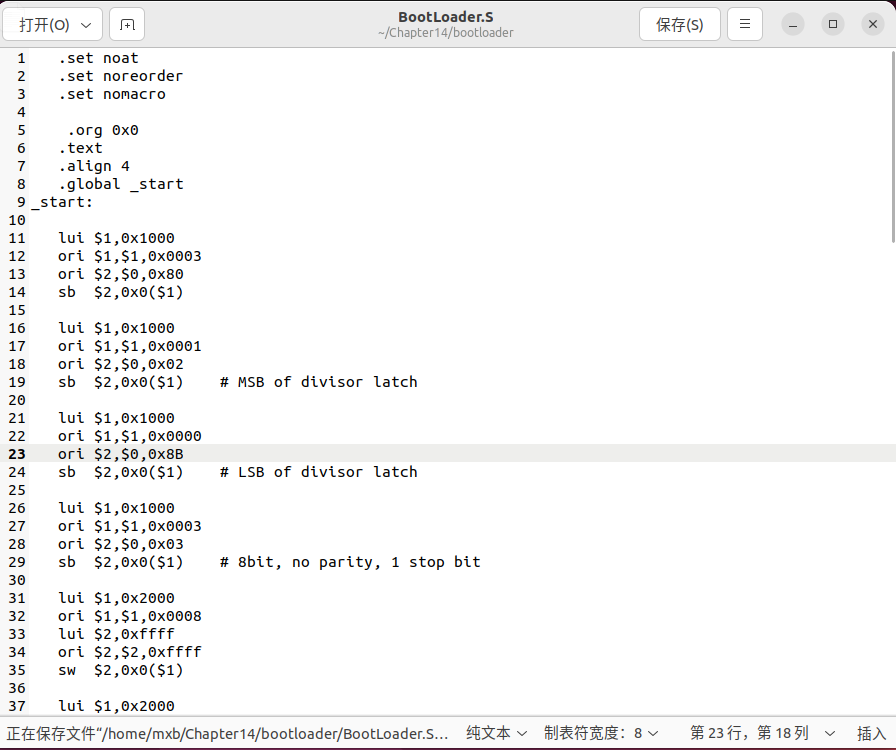 打开(O)
BootLoader.S
~/Chapter14/bootloader
保存(S)
1 .set noat
2 .set noreorder
3 .set nomacro
4
5 .org 0x0
6 .text
7 .align 4
8 .global _start
9 _start:
10
11 lui $1,0x1000
12 ori $1,$1,0x0003
13 ori $2,$0,0x80
14 sb  $2,0x0($1)
15
16 lui $1,0x1000
17 ori $1,$1,0x0001
18 ori $2,$0,0x02
19 sb  $2,0x0($1)    # MSB of divisor latch
20
21 lui $1,0x1000
22 ori $1,$1,0x0000
23 ori $2,$0,0x8B
24 sb  $2,0x0($1)    # LSB of divisor latch
25
26 lui $1,0x1000
27 ori $1,$1,0x0003
28 ori $2,$0,0x03
29 sb  $2,0x0($1)    # 8bit, no parity, 1 stop bit
30
31 lui $1,0x2000
32 ori $1,$1,0x0008
33 lui $2,0xffff
34 ori $2,$2,0xffff
35 sw  $2,0x0($1)
36
37 lui $1,0x2000
正在保存文件“/home/mxb/Chapter14/bootloader/BootLoader.S... 纯文本 制表符宽度：8 第 23 行，第 18 列 插入